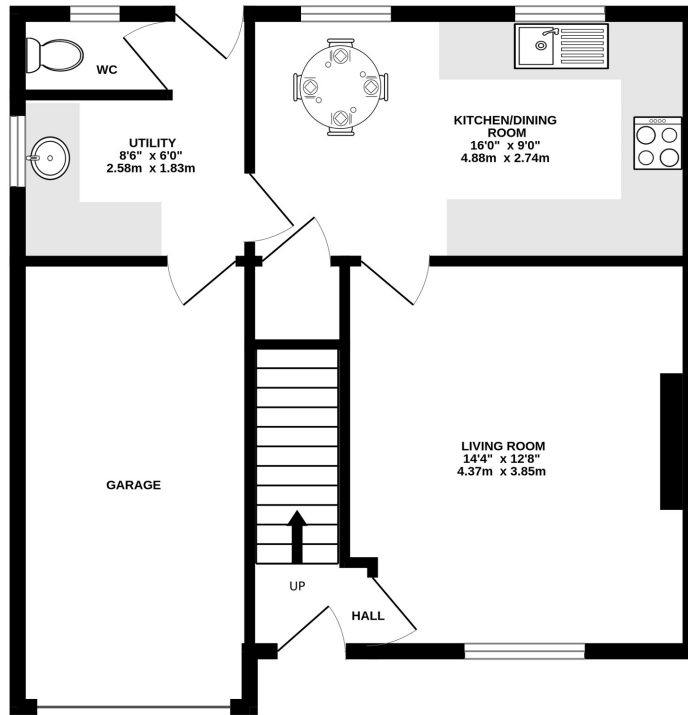 WC
UTILITY
8'6" x 6'0"
2.58m x 1.83m
KITCHEN/DINING
ROOM
16'0" x 9'0"
4.88m x 2.74m
GARAGE
LIVING ROOM
14'4" x 12'8"
4.37m x 3.85m
UP
HALL